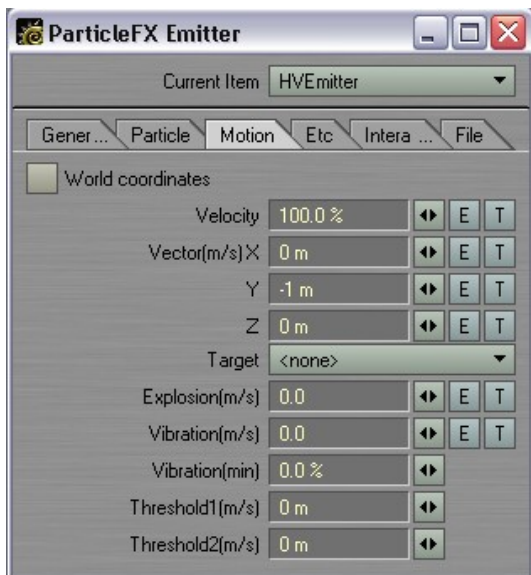 ParticleFX Emitter
Current Item HVEmitter
Gener ... Particle Motion Etc Intera ... File
World coordinates
Velocity 100.0 % E T
Vector(m/s) X 0 m E T
Y -1 m E T
Z 0 m E T
Target <none>
Explosion(m/s) 0.0 E T
Vibration(m/s) 0.0 E T
Vibration(min) 0.0 %
Threshold1(m/s) 0 m
Threshold2(m/s) 0 m